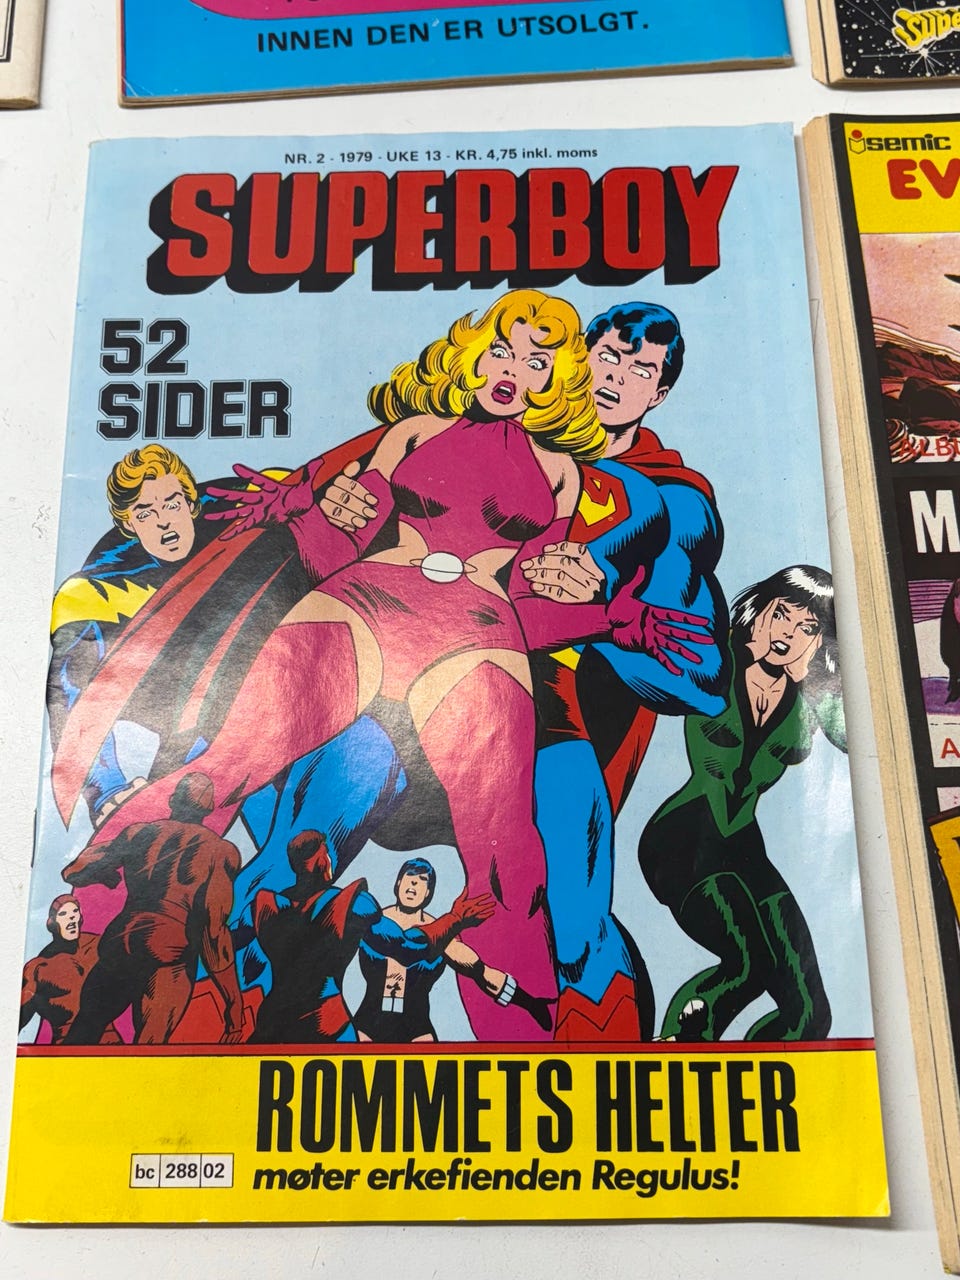 INNEN DEN ER UTSOLGT.
isemic
EV
NR. 2 - 1979 - UKE 13 - KR. 4,75 inkl. moms
SUPERBOY
52
SIDER
S
M
A
ROMMETS HELTER
møter erkefienden Regulus!
bc 288 02